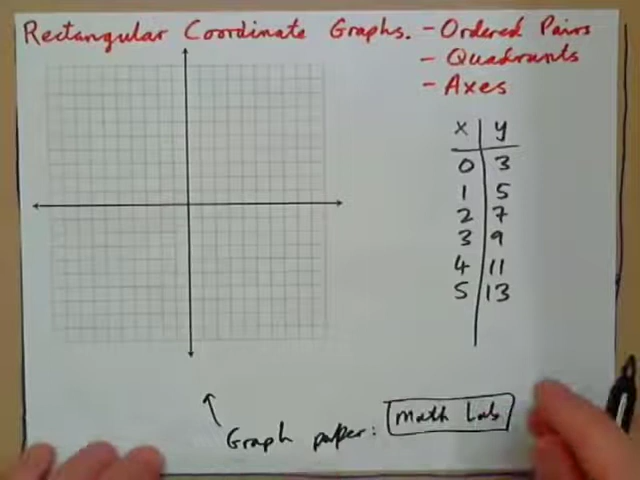 Rectangular Coordinate Graphs. - Ordered Pairs
- Quadrants
- Axes
x y
0 3
1 5
2 7
3 9
4 11
5 13
Graph paper: Math Lab